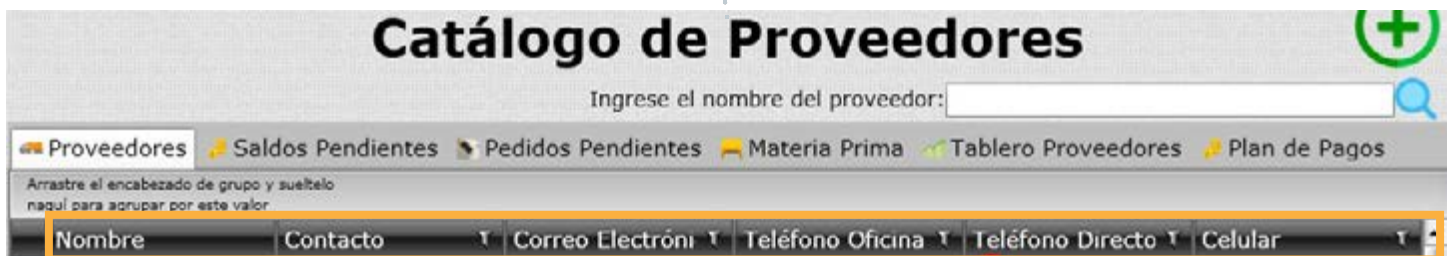 Catálogo de Proveedores
Ingrese el nombre del proveedor:
Proveedores Saldos Pendientes Pedidos Pendientes Materia Prima Tablero Proveedores Plan de Pagos
Arrastre el encabezado de grupo y sueltelo
naquí para agrupar por este valor
Nombre Contacto Correo Electróni Teléfono Oficina Teléfono Directo Celular